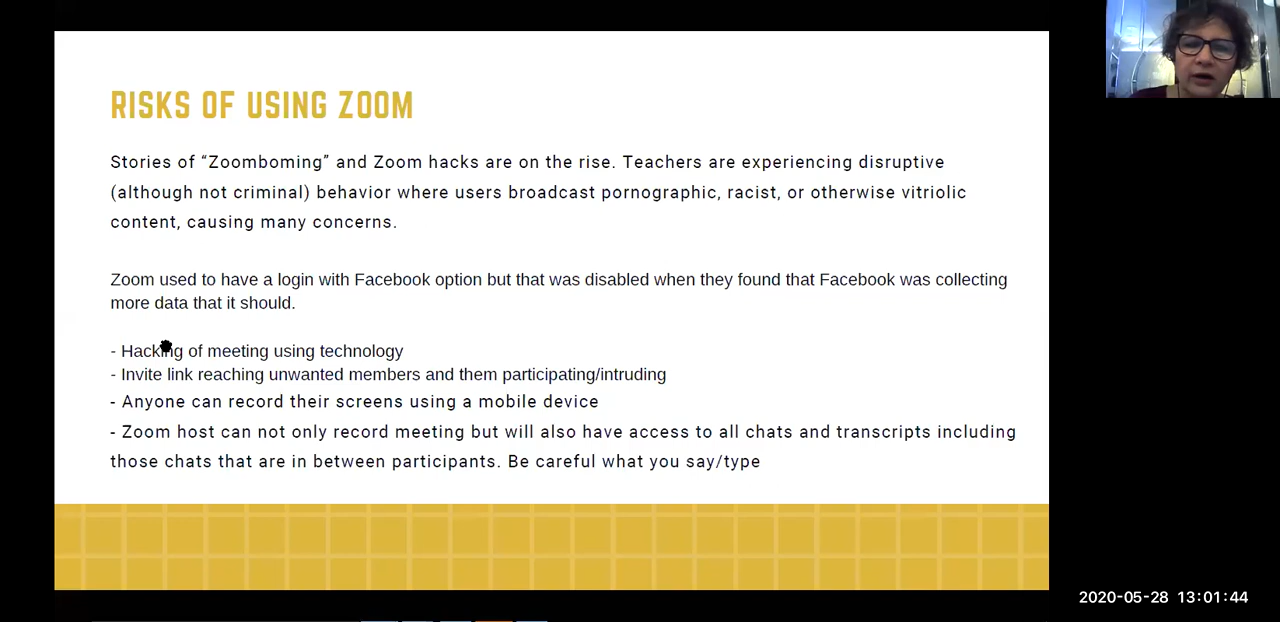 RISKS OF USING ZOOM
Stories of “Zoomboming” and Zoom hacks are on the rise. Teachers are experiencing disruptive
(although not criminal) behavior where users broadcast pornographic, racist, or otherwise vitriolic
content, causing many concerns.
Zoom used to have a login with Facebook option but that was disabled when they found that Facebook was collecting
more data that it should.
- Hacking of meeting using technology
- Invite link reaching unwanted members and them participating/intruding
- Anyone can record their screens using a mobile device
- Zoom host can not only record meeting but will also have access to all chats and transcripts including
those chats that are in between participants. Be careful what you say/type
2020-05-28 13:01:44